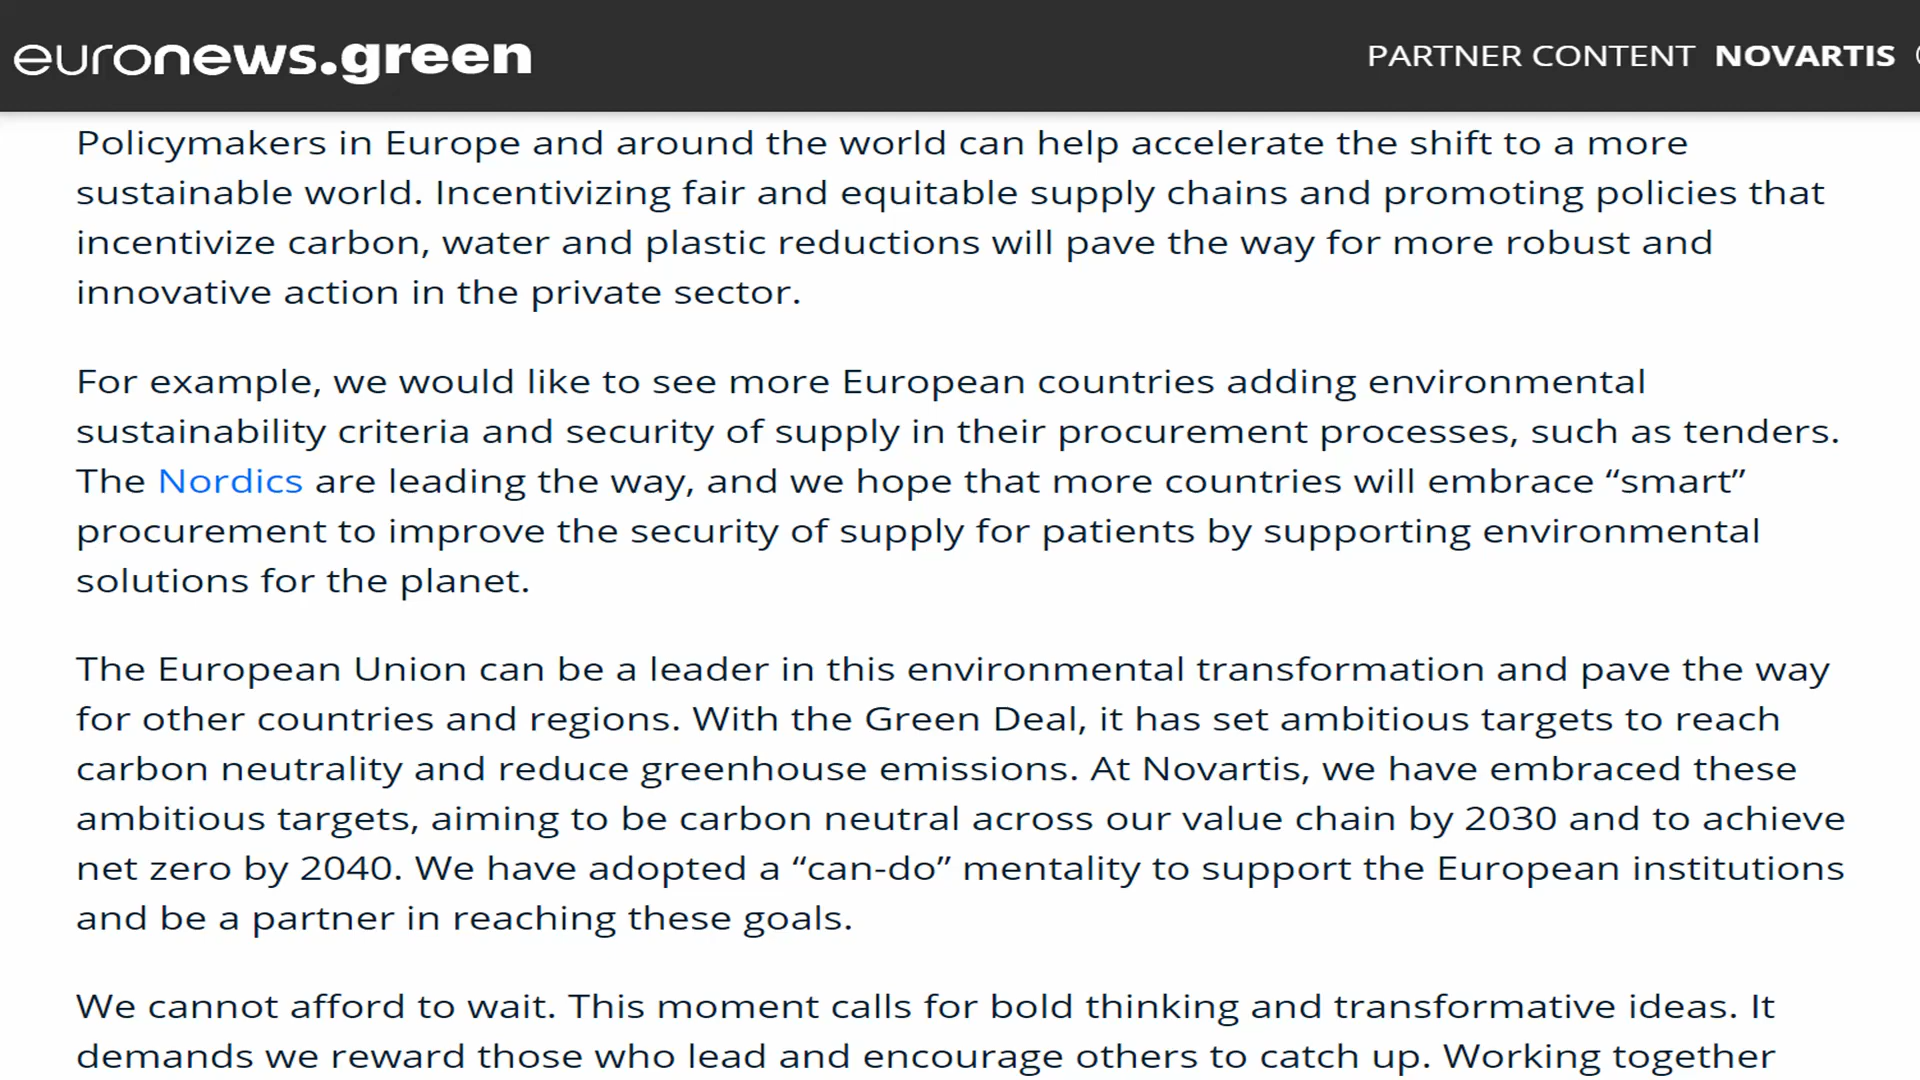 euronews.green
PARTNER CONTENT NOVARTIS
Policymakers in Europe and around the world can help accelerate the shift to a more
sustainable world. Incentivizing fair and equitable supply chains and promoting policies that
incentivize carbon, water and plastic reductions will pave the way for more robust and
innovative action in the private sector.
For example, we would like to see more European countries adding environmental
sustainability criteria and security of supply in their procurement processes, such as tenders.
The Nordics are leading the way, and we hope that more countries will embrace “smart”
procurement to improve the security of supply for patients by supporting environmental
solutions for the planet.
The European Union can be a leader in this environmental transformation and pave the way
for other countries and regions. With the Green Deal, it has set ambitious targets to reach
carbon neutrality and reduce greenhouse emissions. At Novartis, we have embraced these
ambitious targets, aiming to be carbon neutral across our value chain by 2030 and to achieve
net zero by 2040. We have adopted a “can-do” mentality to support the European institutions
and be a partner in reaching these goals.
We cannot afford to wait. This moment calls for bold thinking and transformative ideas. It
demands we reward those who lead and encourage others to catch up. Working together